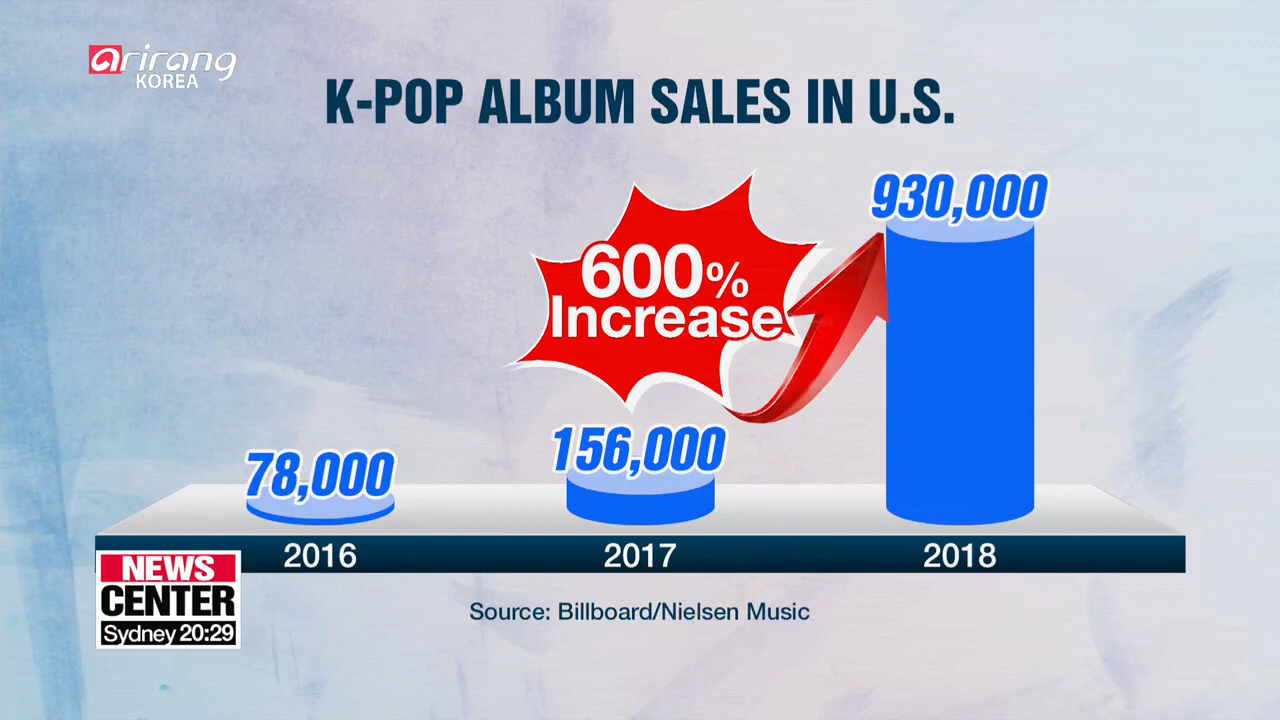 arirang
KOREA
K-POP ALBUM SALES IN U.S.
930,000
600%
Increase
156,000
78,000
2016 2017 2018
NEWS
CENTER
Sydney 20:29
Source: Billboard/Nielsen Music